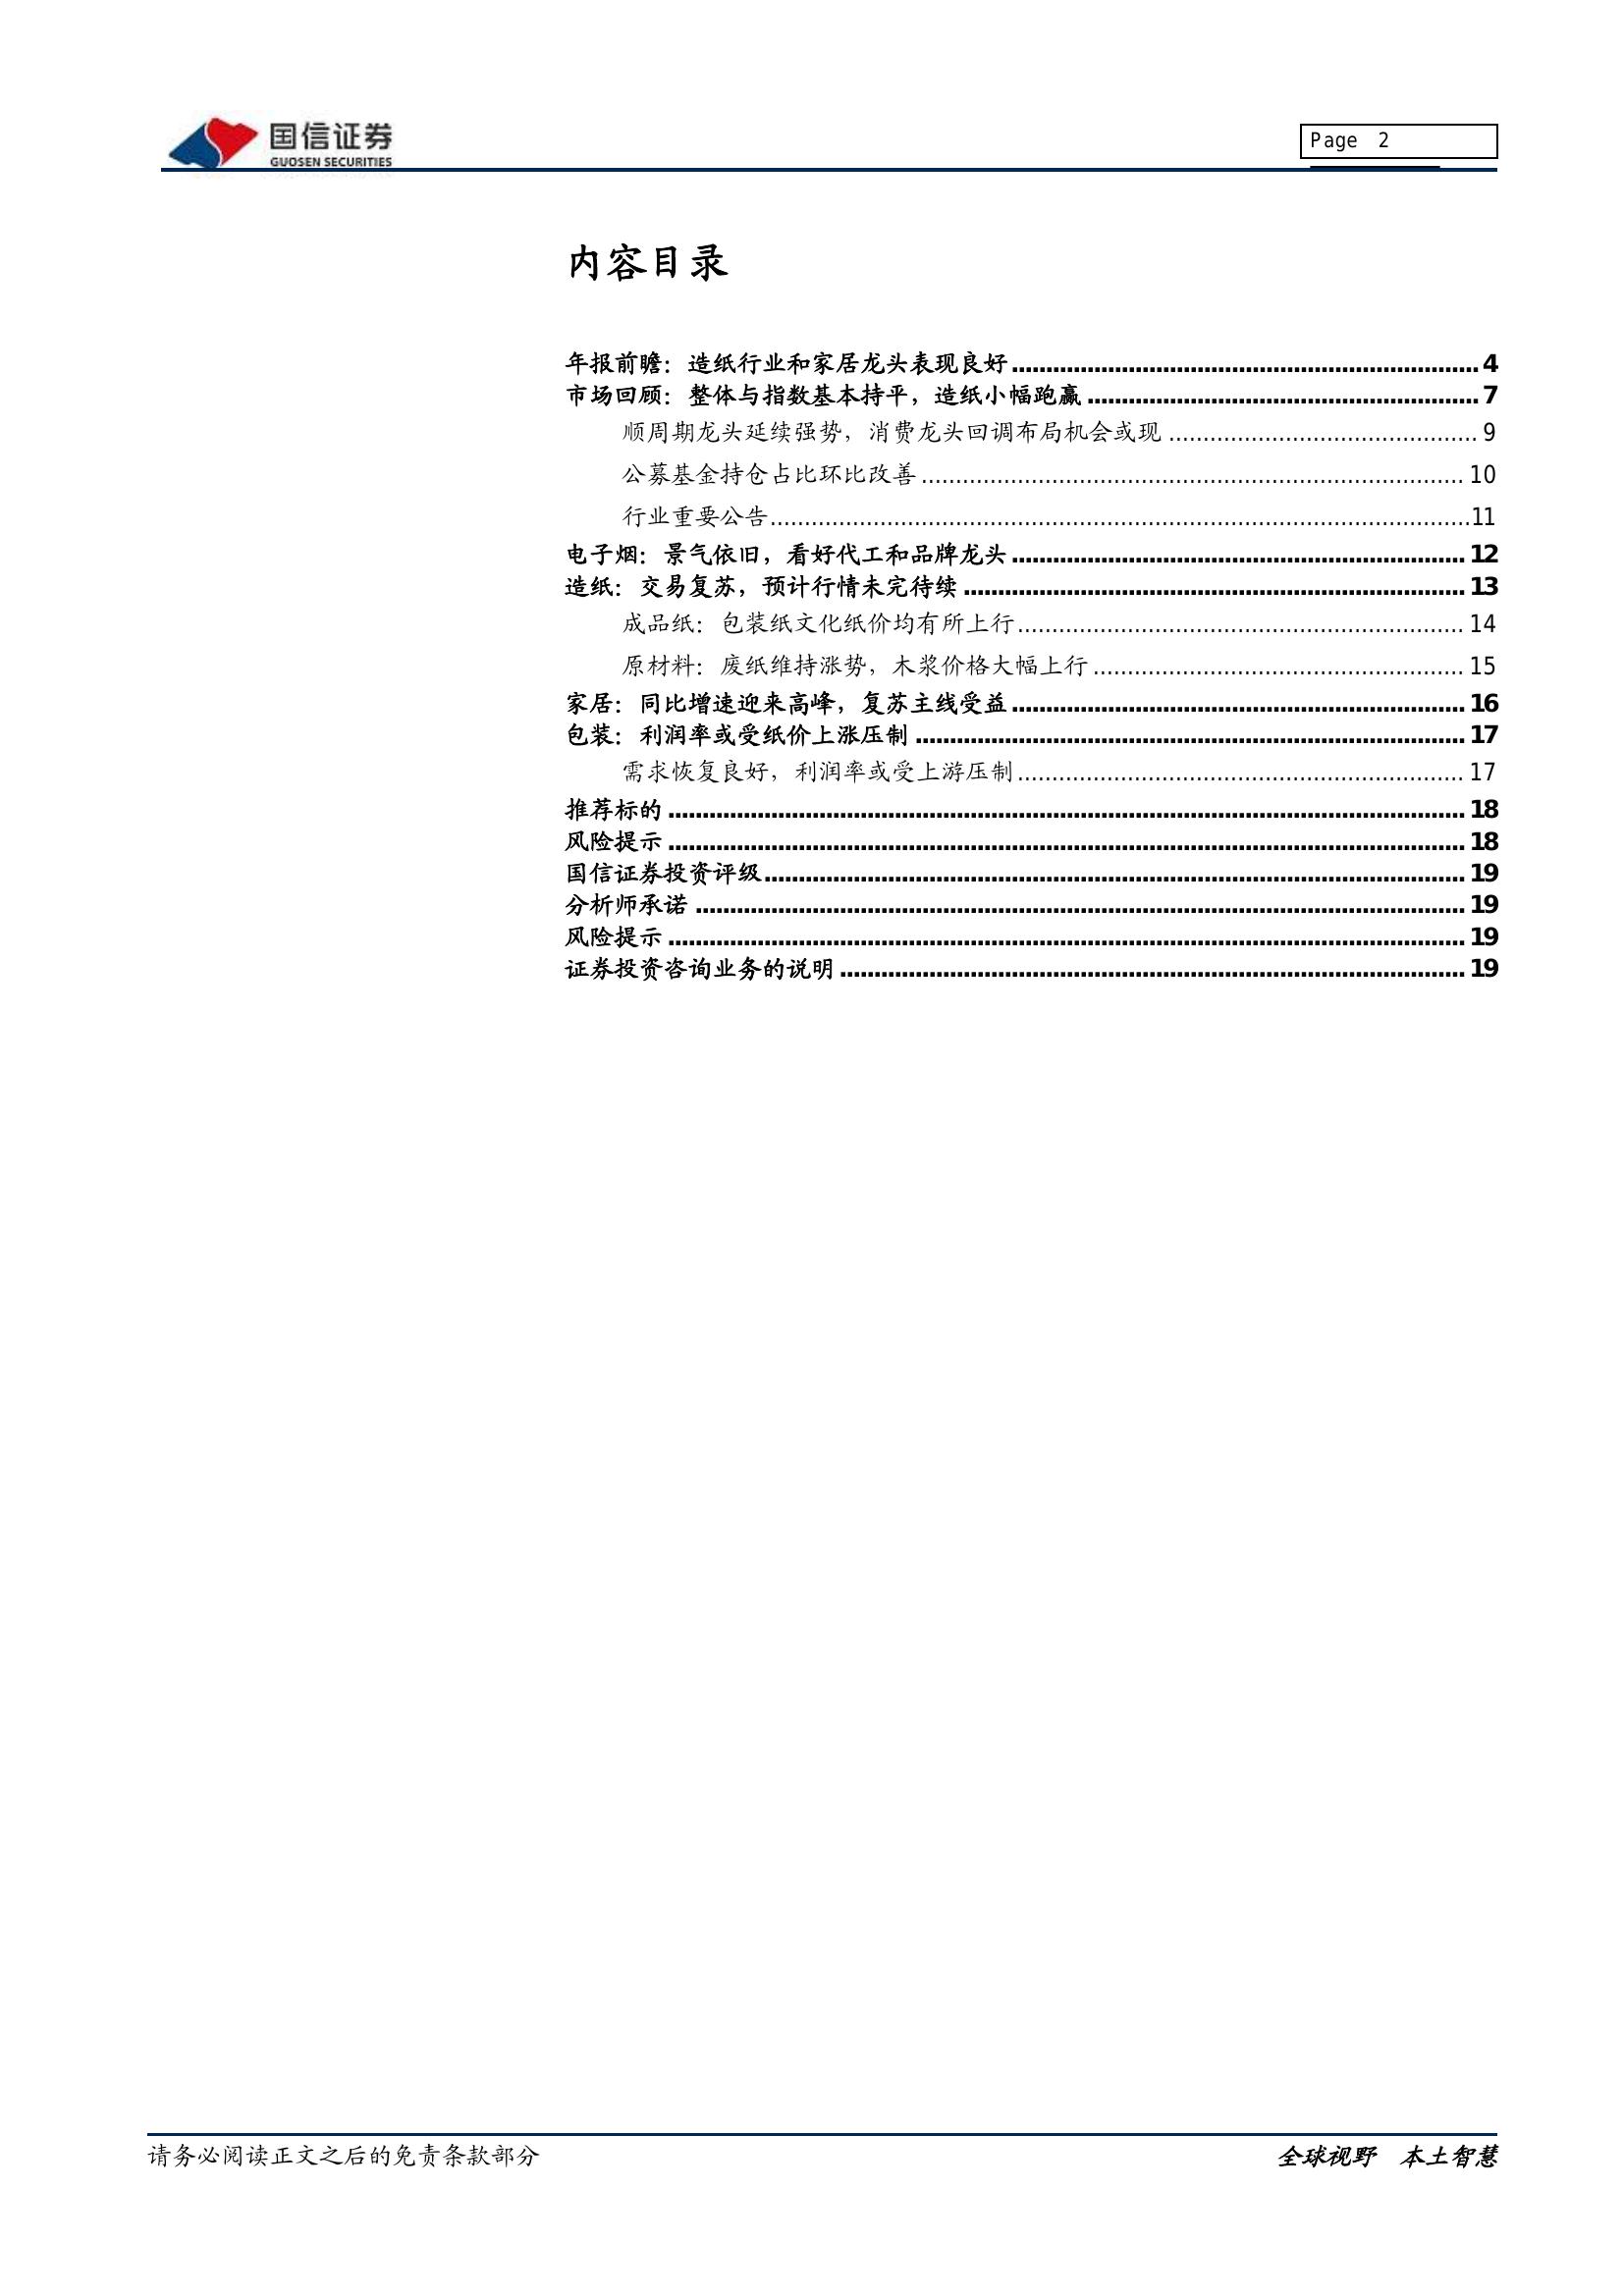 国信证券
GUOSEN SECURITIES
Page 2
内容目录
年报前瞻：造纸行业和家居龙头表现良好 4
市场回顾：整体与指数基本持平，造纸小幅跑赢 7
顺周期龙头延续强势，消费龙头回调布局机会或现 9
公募基金持仓占比环比改善 10
行业重要公告 11
电子烟：景气依旧，看好代工和品牌龙头 12
造纸：交易复苏，预计行情未完待续 13
成品纸：包装纸文化纸价均有所上行 14
原材料：废纸维持涨势，木浆价格大幅上行 15
家居：同比增速迎来高峰，复苏主线受益 16
包装：利润率或受纸价上涨压制 17
需求恢复良好，利润率或受上游压制 17
推荐标的 18
风险提示 18
国信证券投资评级 19
分析师承诺 19
风险提示 19
证券投资咨询业务的说明 19
请务必阅读正文之后的免责条款部分
全球视野 本土智慧